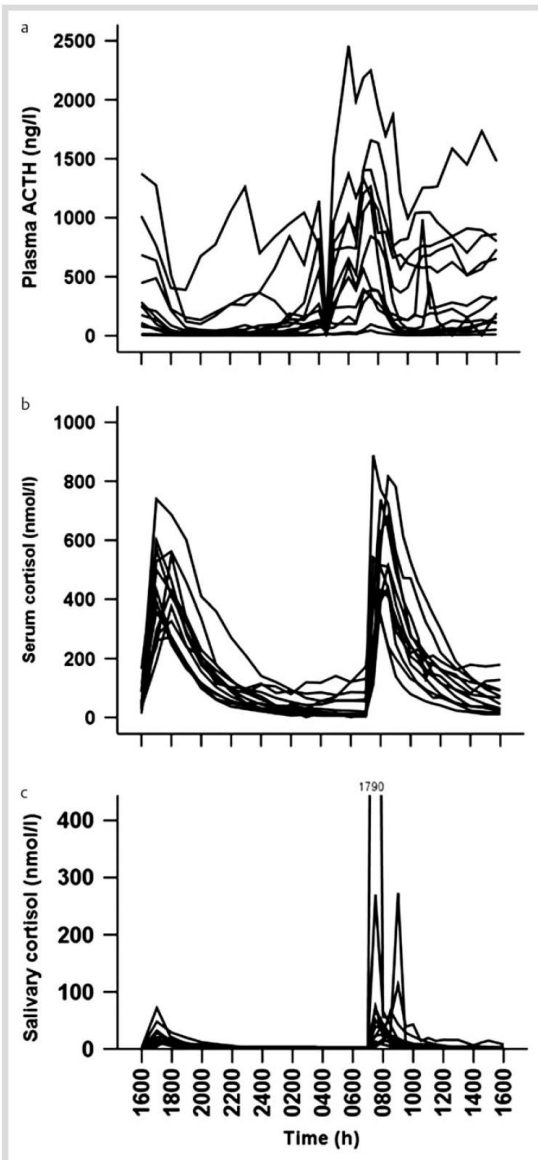 a
Plasma ACTH (ng/l)
2500
2000
1500
1000
500
0
b
Serum cortisol (nmol/l)
1000
800
600
400
200
0
c
1790
Salivary cortisol (nmol/l)
400
300
200
100
0
1600 1800 2000 2200 2400 0200 0400 0600 0800 1000 1200 1400 1600
Time (h)